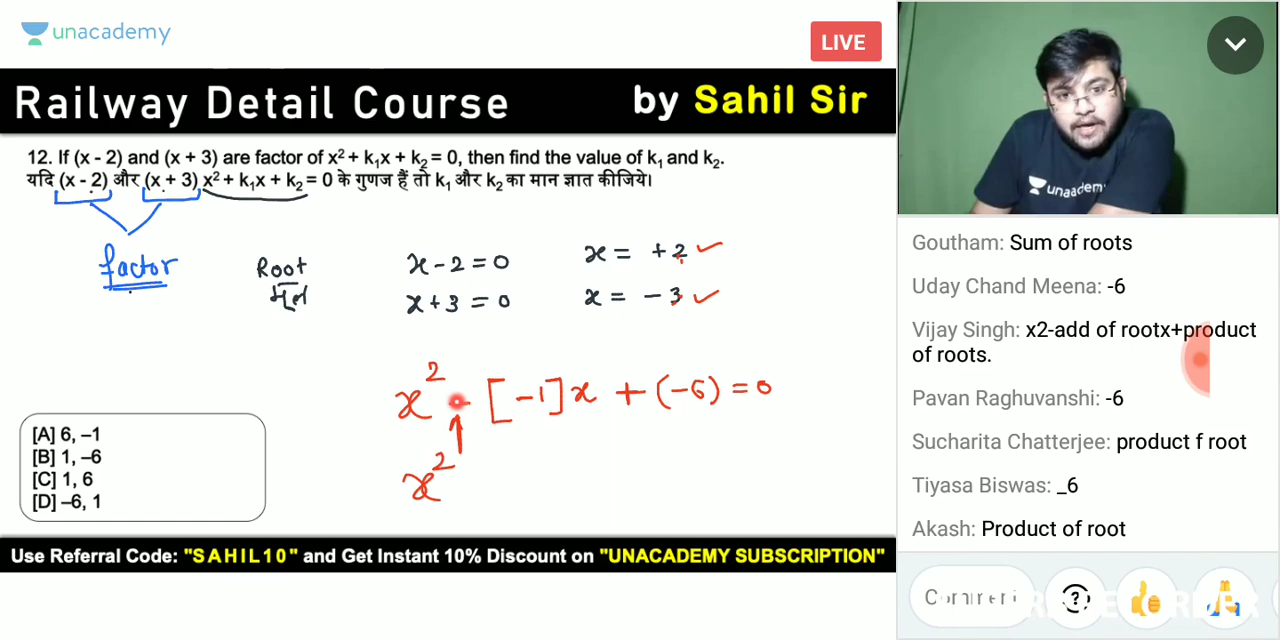 unacademy
LIVE
Railway Detail Course by Sahil Sir
12. If (x - 2) and (x + 3) are factor of x² + k₁x + k₂ = 0, then find the value of k₁ and k₂.
यदि (x - 2) और (x + 3) x² + k₁x + k₂ = 0 के गुणज हैं तो k₁ और k₂ का मान ज्ञात कीजिये।
factor
Root
मूल
x - 2 = 0
x + 3 = 0
x = + 2
x = - 3
x² - [-1]x + (-6) = 0
x²
[A] 6, –1
[B] 1, –6
[C] 1, 6
[D] –6, 1
Use Referral Code: "SAHIL10" and Get Instant 10% Discount on "UNACADEMY SUBSCRIPTION"
unacademy
Goutham: Sum of roots
Uday Chand Meena: -6
Vijay Singh: x2-add of rootx+product
of roots.
Pavan Raghuvanshi: -6
Sucharita Chatterjee: product f root
Tiyasa Biswas: _6
Akash: Product of root
Comment
?